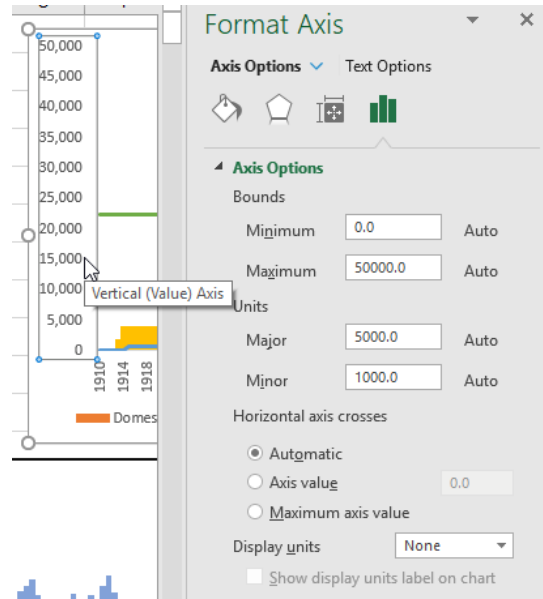 50,000
45,000
40,000
35,000
30,000
25,000
20,000
15,000
10,000
5,000
0
Vertical (Value) Axis
1910
1914
1918
Domes
Format Axis
Axis Options Text Options
Axis Options
Bounds
Minimum 0.0 Auto
Maximum 50000.0 Auto
Units
Major 5000.0 Auto
Minor 1000.0 Auto
Horizontal axis crosses
Automatic
Axis value 0.0
Maximum axis value
Display units None
Show display units label on chart